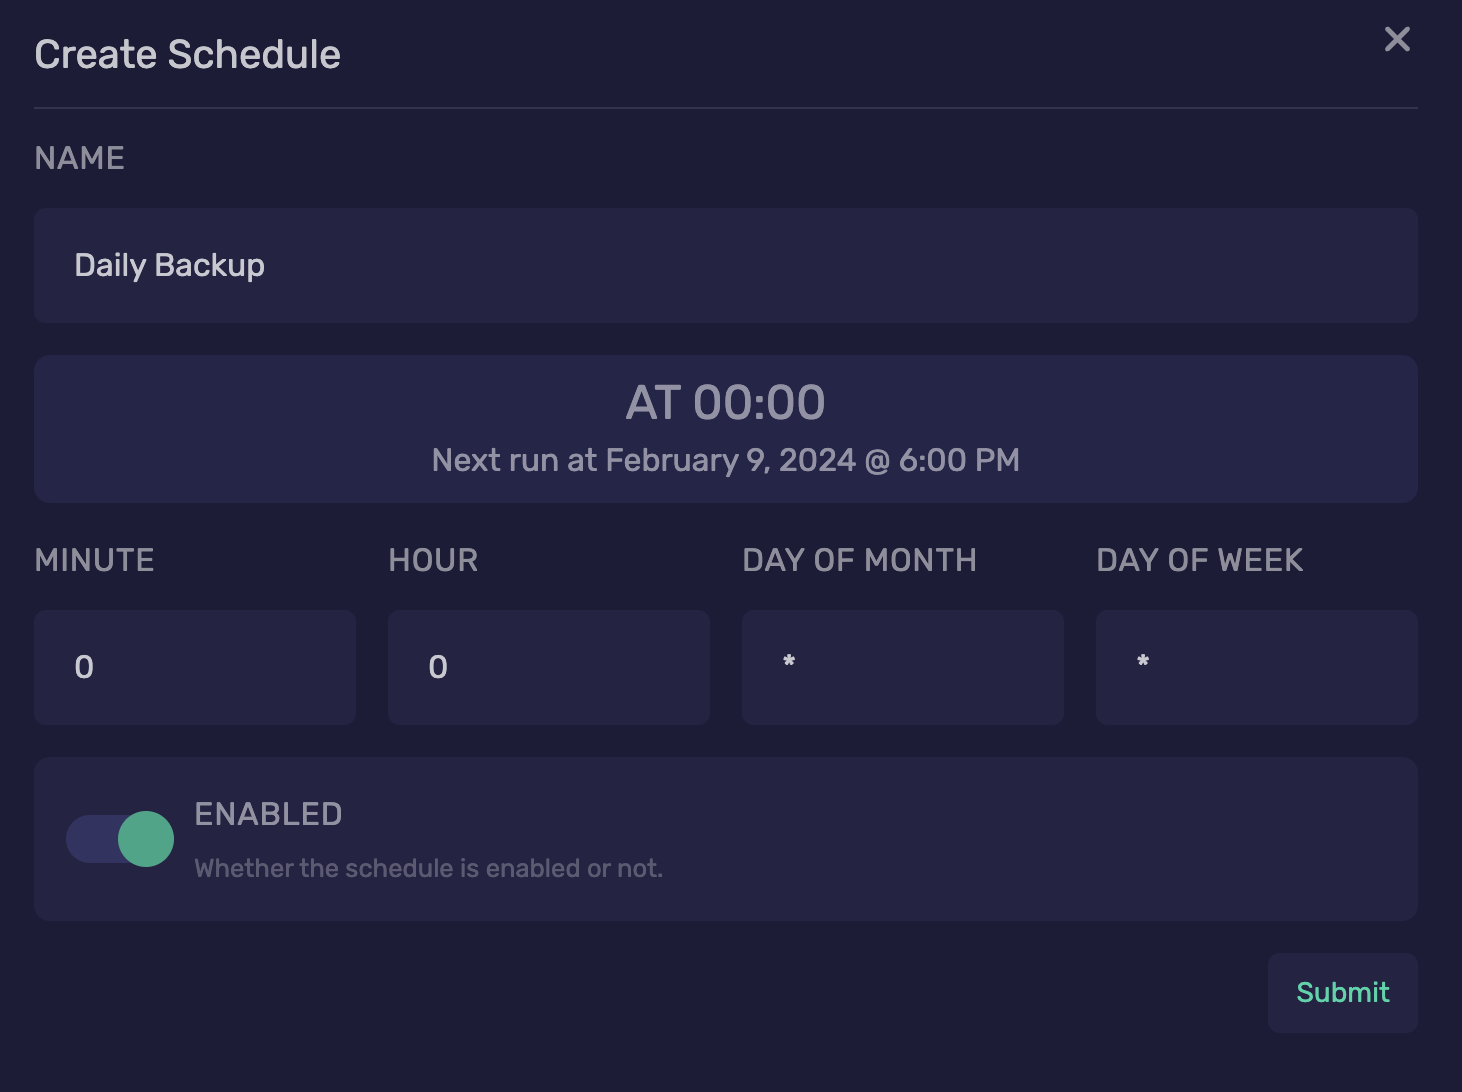 Create Schedule
NAME
Daily Backup
AT 00:00
Next run at February 9, 2024 @ 6:00 PM
MINUTE HOUR DAY OF MONTH DAY OF WEEK
0 0 * *
ENABLED
Whether the schedule is enabled or not.
Submit